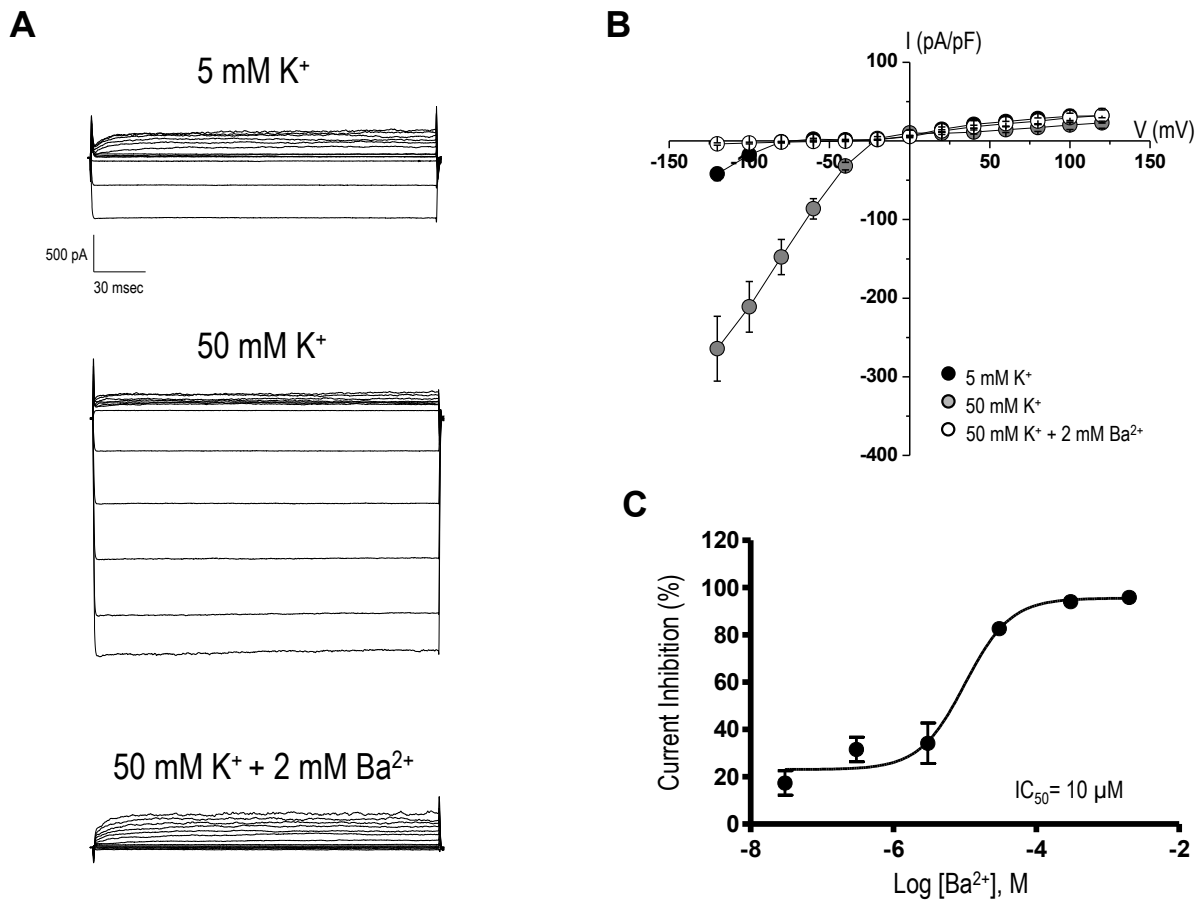 A
5 mM K⁺
500 pA
30 msec
50 mM K⁺
50 mM K⁺ + 2 mM Ba²⁺
B
I (pA/pF)
100
V (mV)
-150
-100
-50
50
100
150
-100
-200
-300
-400
5 mM K⁺
50 mM K⁺
50 mM K⁺ + 2 mM Ba²⁺
C
Current Inhibition (%)
120
100
80
60
40
20
0
IC₅₀= 10 µM
-8
-6
-4
-2
Log [Ba²⁺], M